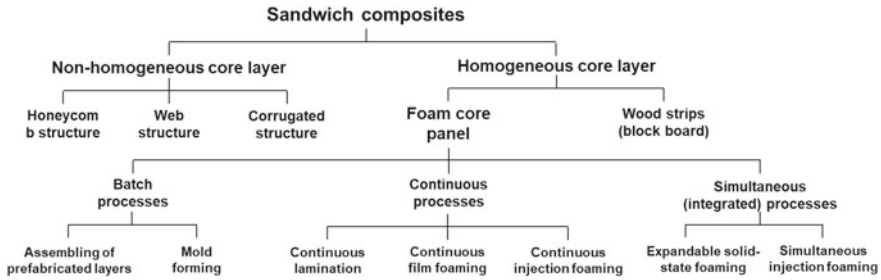 Sandwich composites
Non-homogeneous core layer
Homogeneous core layer
Honeycom
b structure
Web
structure
Corrugated
structure
Foam core
panel
Wood strips
(block board)
Batch
processes
Continuous
processes
Simultaneous
(integrated) processes
Assembling of
prefabricated layers
Mold
forming
Continuous
lamination
Continuous
film foaming
Continuous
injection foaming
Expandable solid-
state foaming
Simultaneous
injection foaming